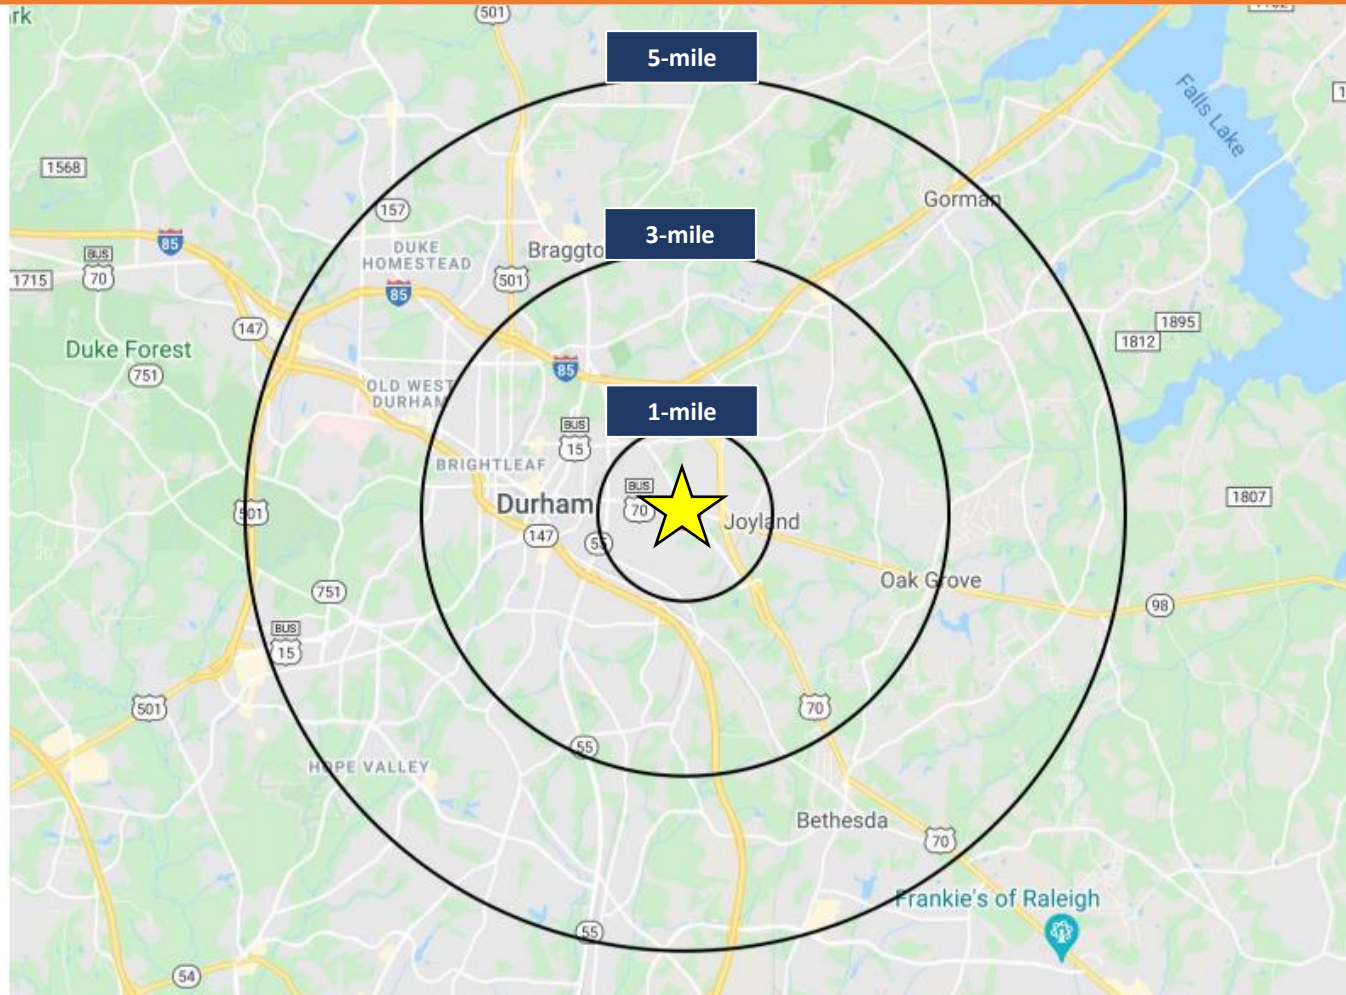 rk
501
5-mile
Falls Lake
1568
157
Gorman
3-mile
85
BUS
70
1715
DUKE
HOMESTEAD
Braggto
501
85
147
1895
1812
Duke Forest
751
85
OLD WEST
DURHAM
1-mile
BUS
15
BRIGHTLEAF
BUS
70
Durham
1807
501
Joyland
147
55
Oak Grove
751
98
BUS
15
501
70
55
HOPE VALLEY
Bethesda
70
Frankie's of Raleigh
55
54